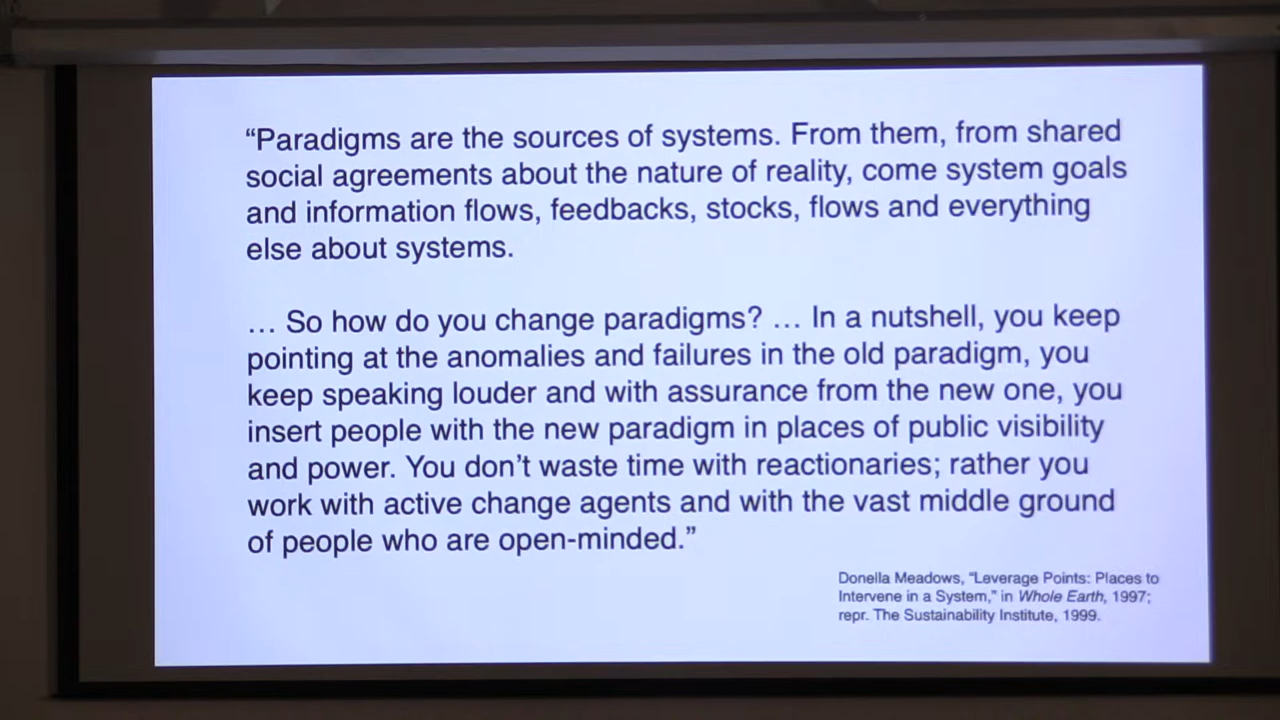 “Paradigms are the sources of systems. From them, from shared
social agreements about the nature of reality, come system goals
and information flows, feedbacks, stocks, flows and everything
else about systems.
… So how do you change paradigms? … In a nutshell, you keep
pointing at the anomalies and failures in the old paradigm, you
keep speaking louder and with assurance from the new one, you
insert people with the new paradigm in places of public visibility
and power. You don’t waste time with reactionaries; rather you
work with active change agents and with the vast middle ground
of people who are open-minded.”
Donella Meadows, “Leverage Points: Places to
Intervene in a System,” in Whole Earth, 1997;
repr. The Sustainability Institute, 1999.